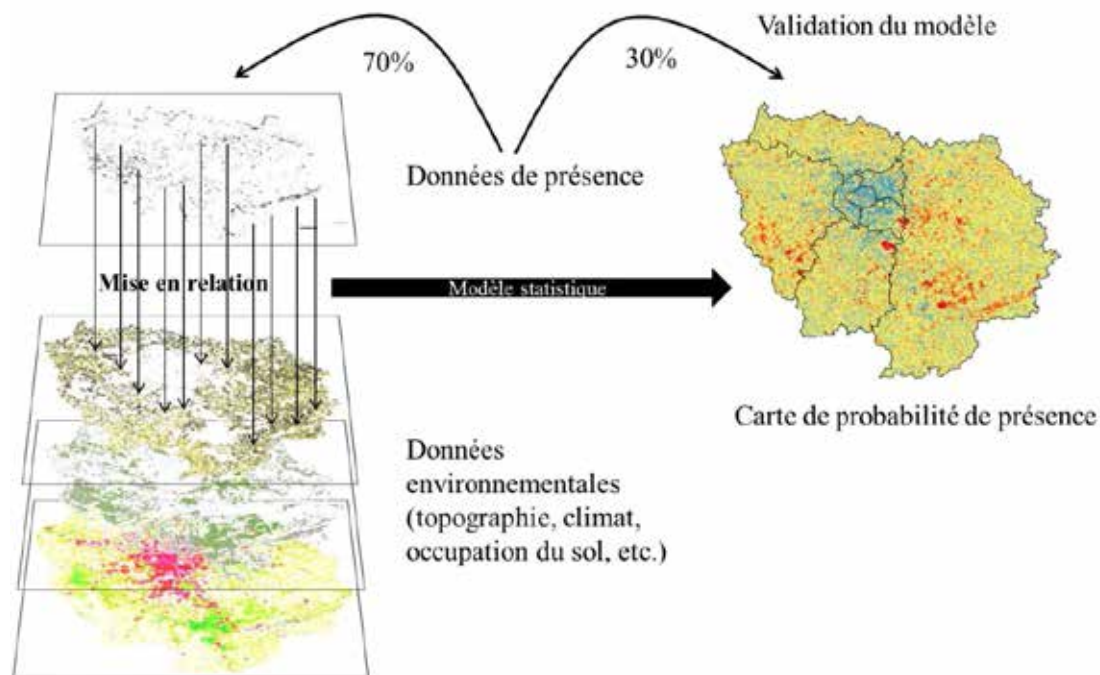 Validation du modèle
70%
30%
Données de présence
Mise en relation
Modèle statistique
Carte de probabilité de présence
Données
environnementales
(topographie, climat,
occupation du sol, etc.)